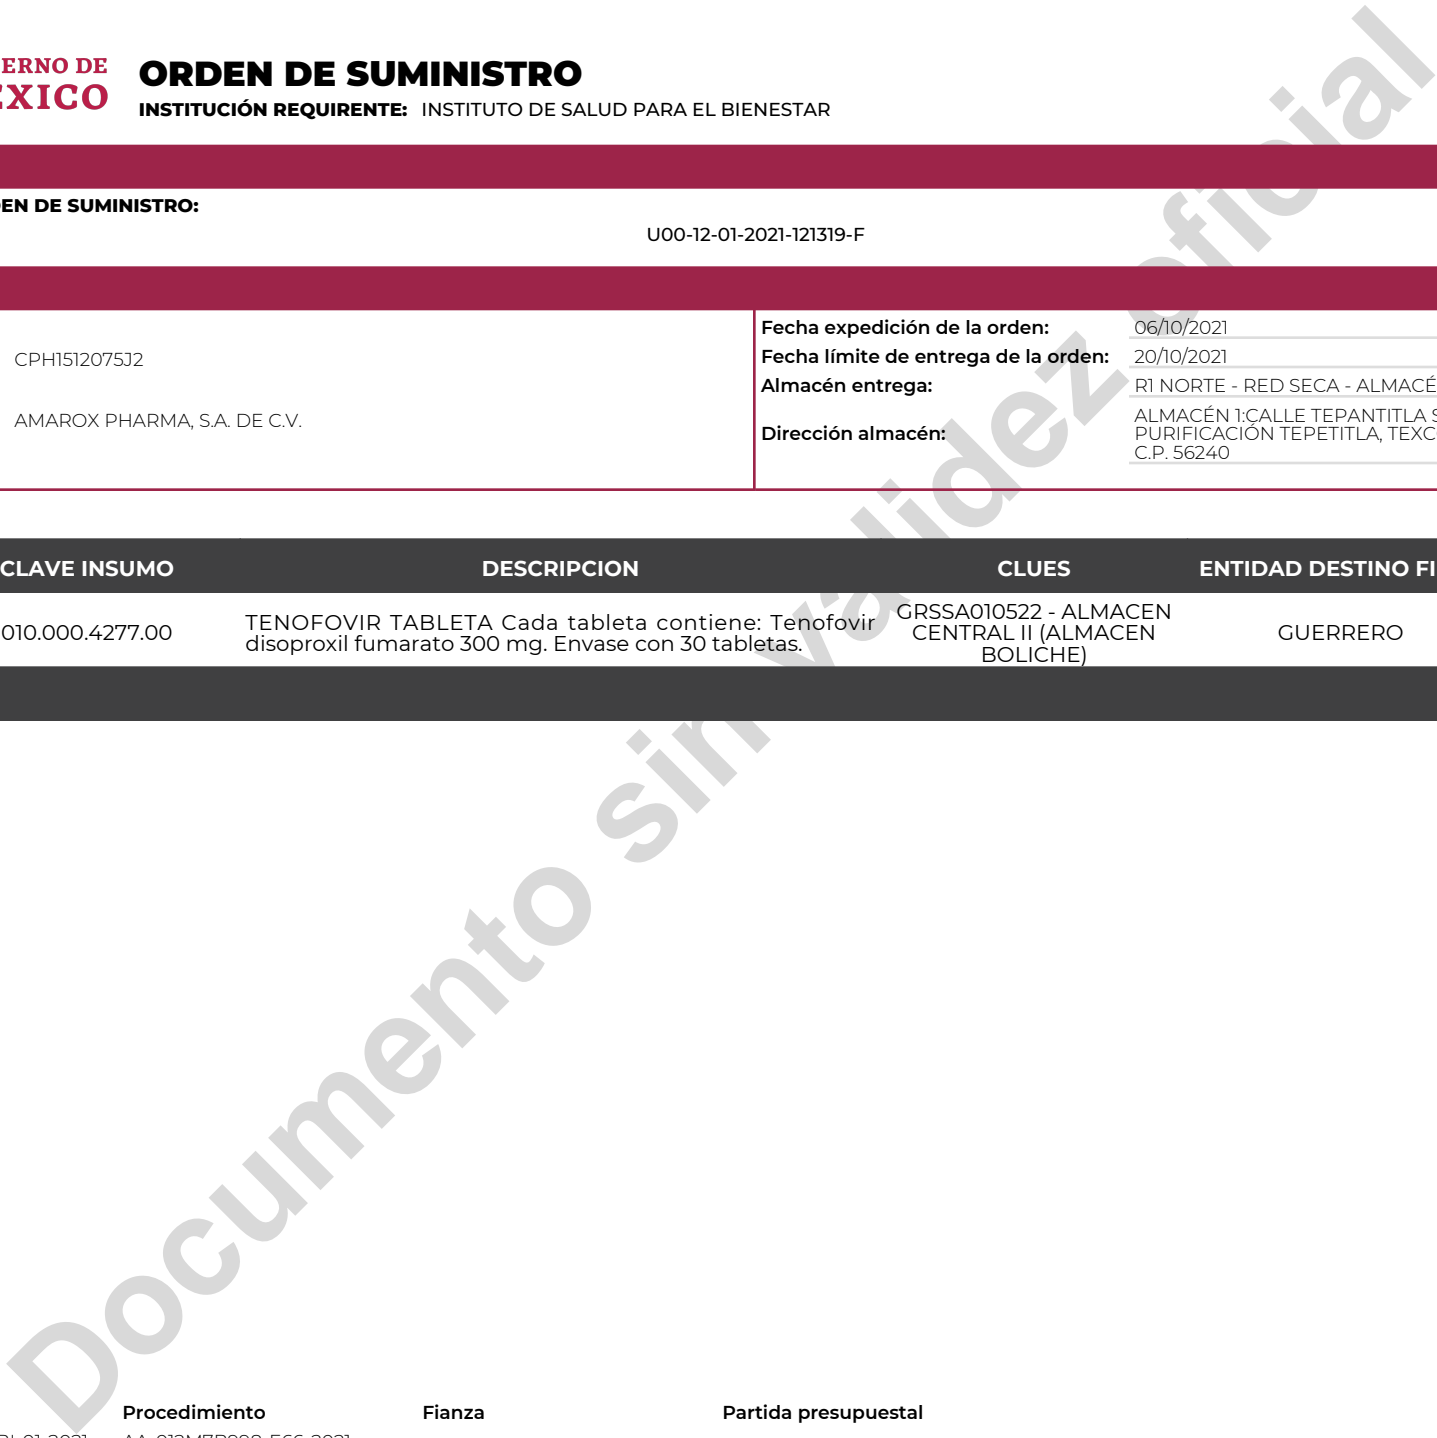 ERNO DE
ORDEN DE SUMINISTRO
EXICO
INSTITUCIÓN REQUIRENTE: INSTITUTO DE SALUD PARA EL BIENESTAR
EN DE SUMINISTRO:
U00-12-01-2021-121319-F
CPH1512075J2
AMAROX PHARMA, S.A. DE C.V.
Fecha expedición de la orden: 06/10/2021
Fecha límite de entrega de la orden: 20/10/2021
Almacén entrega: R1 NORTE - RED SECA - ALMACÉ
Dirección almacén: ALMACÉN 1:CALLE TEPANTITLA S
PURIFICACIÓN TEPETITLA, TEXC
C.P. 56240
CLAVE INSUMO DESCRIPCION CLUES ENTIDAD DESTINO FI
010.000.4277.00
TENOFOVIR TABLETA Cada tableta contiene: Tenofovir
disoproxil fumarato 300 mg. Envase con 30 tabletas.
GRSSA010522 - ALMACEN
CENTRAL II (ALMACEN
BOLICHE)
GUERRERO
Documento sin validez oficial
Procedimiento Fianza Partida presupuestal